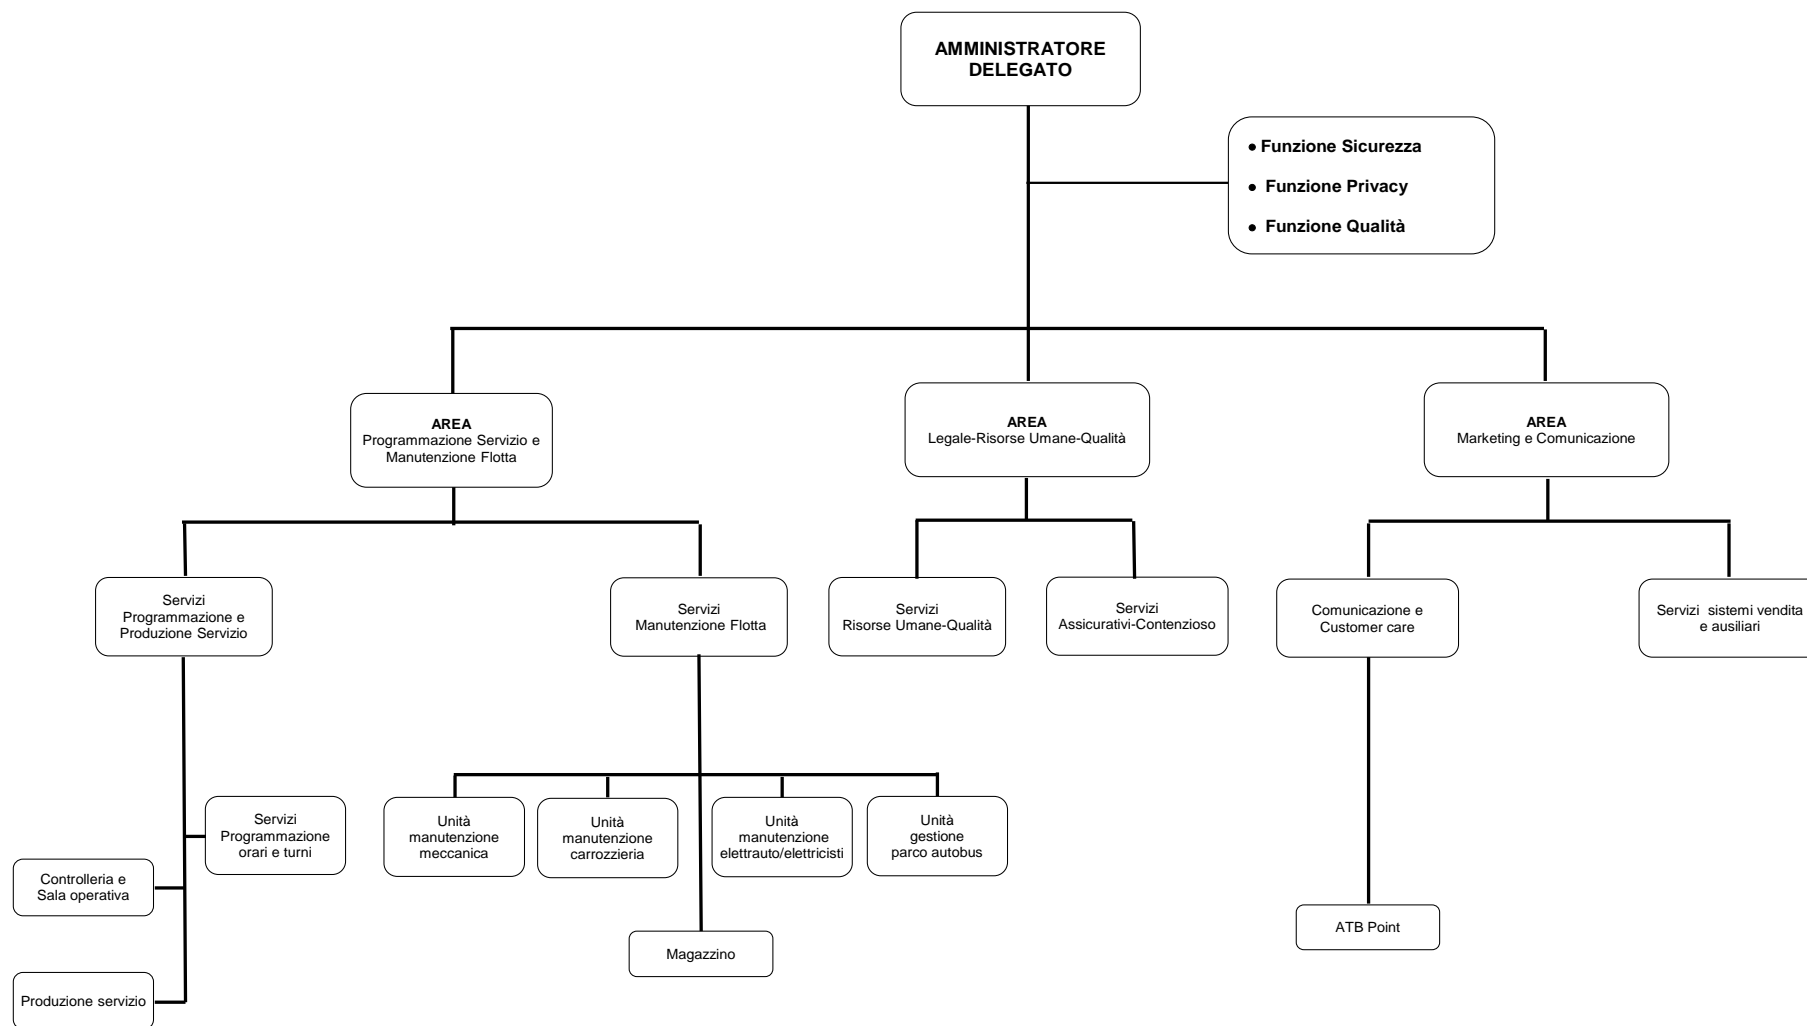 AMMINISTRATORE
DELEGATO
● Funzione Sicurezza
● Funzione Privacy
● Funzione Qualità
AREA
Programmazione Servizio e
Manutenzione Flotta
AREA
Legale-Risorse Umane-Qualità
AREA
Marketing e Comunicazione
Servizi
Programmazione e
Produzione Servizio
Servizi
Manutenzione Flotta
Servizi
Risorse Umane-Qualità
Servizi
Assicurativi-Contenzioso
Comunicazione e
Customer care
Servizi sistemi vendita
e ausiliari
Servizi
Programmazione
orari e turni
Unità
manutenzione
meccanica
Unità
manutenzione
carrozzieria
Unità
manutenzione
elettrauto/elettricisti
Unità
gestione
parco autobus
Controlleria e
Sala operativa
Magazzino
ATB Point
Produzione servizio